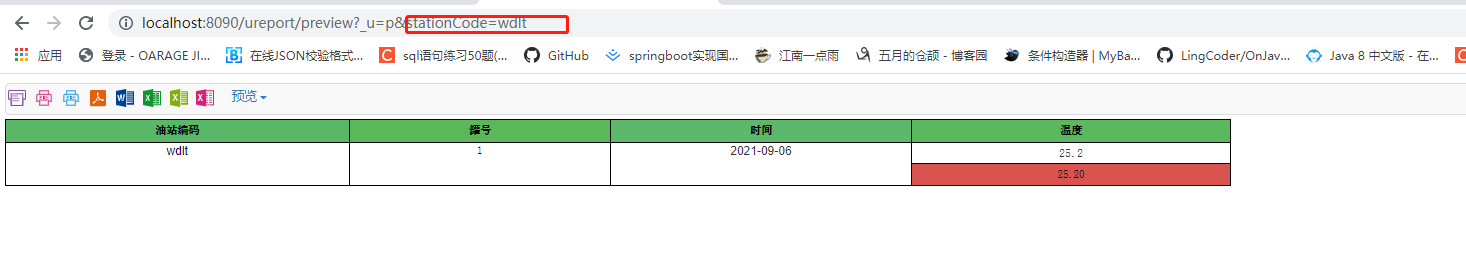 localhost:8090/ureport/preview?_u=p&stationCode=wdlt
应用 登录 - OARAGE JI... 在线JSON校验格式... sql语句练习50题(... GitHub springboot实现国... 江南一点雨 五月的仓颉 - 博客园 条件构造器 | MyBa... LingCoder/OnJav... Java 8 中文版 - 在...
预览
油站编码 罐号 时间 温度
wdlt 1 2021-09-06 25.2
25.20